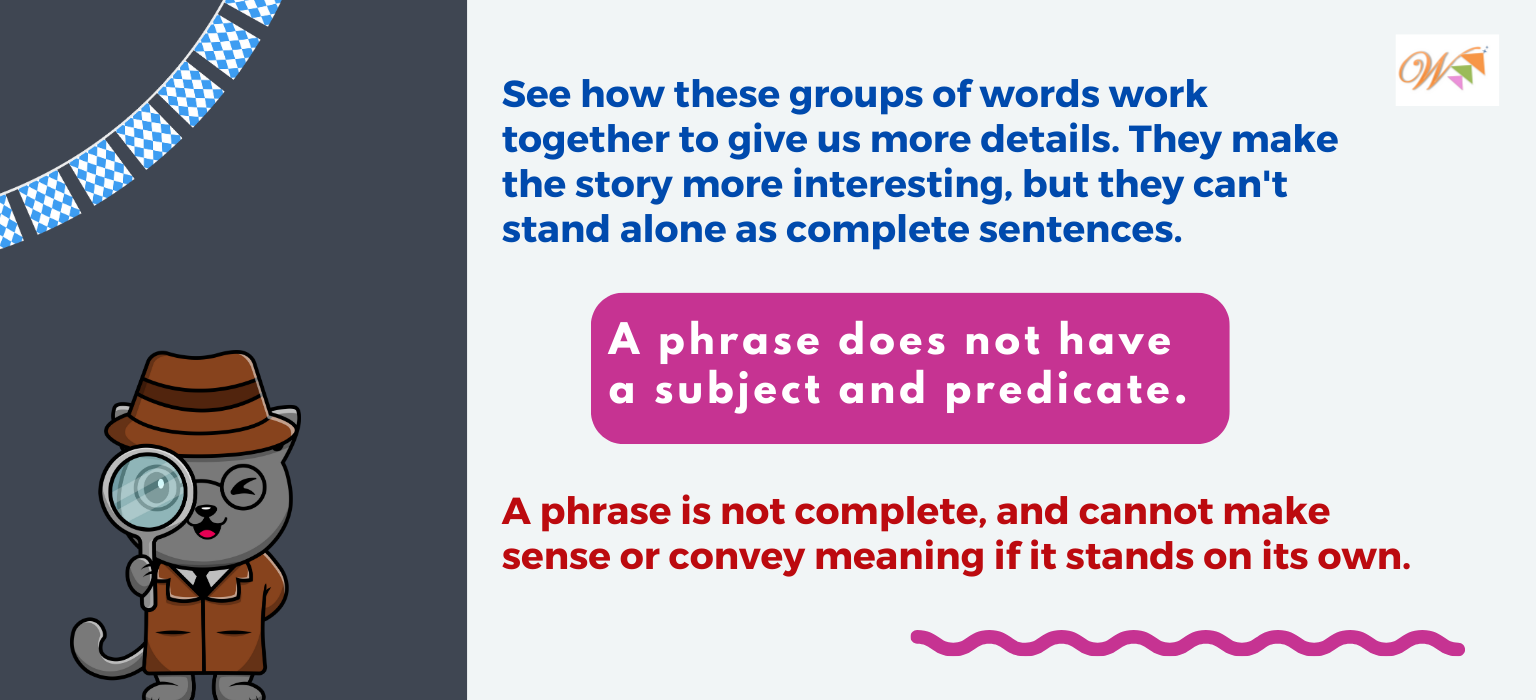 W
See how these groups of words work
together to give us more details. They make
the story more interesting, but they can't
stand alone as complete sentences.
A phrase does not have
a subject and predicate.
A phrase is not complete, and cannot make
sense or convey meaning if it stands on its own.